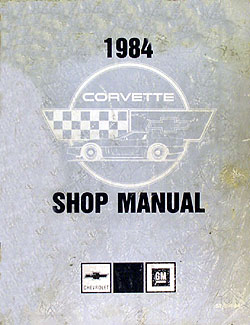 1984
CORVETTE
SHOP MANUAL
CHEVROLET
GM